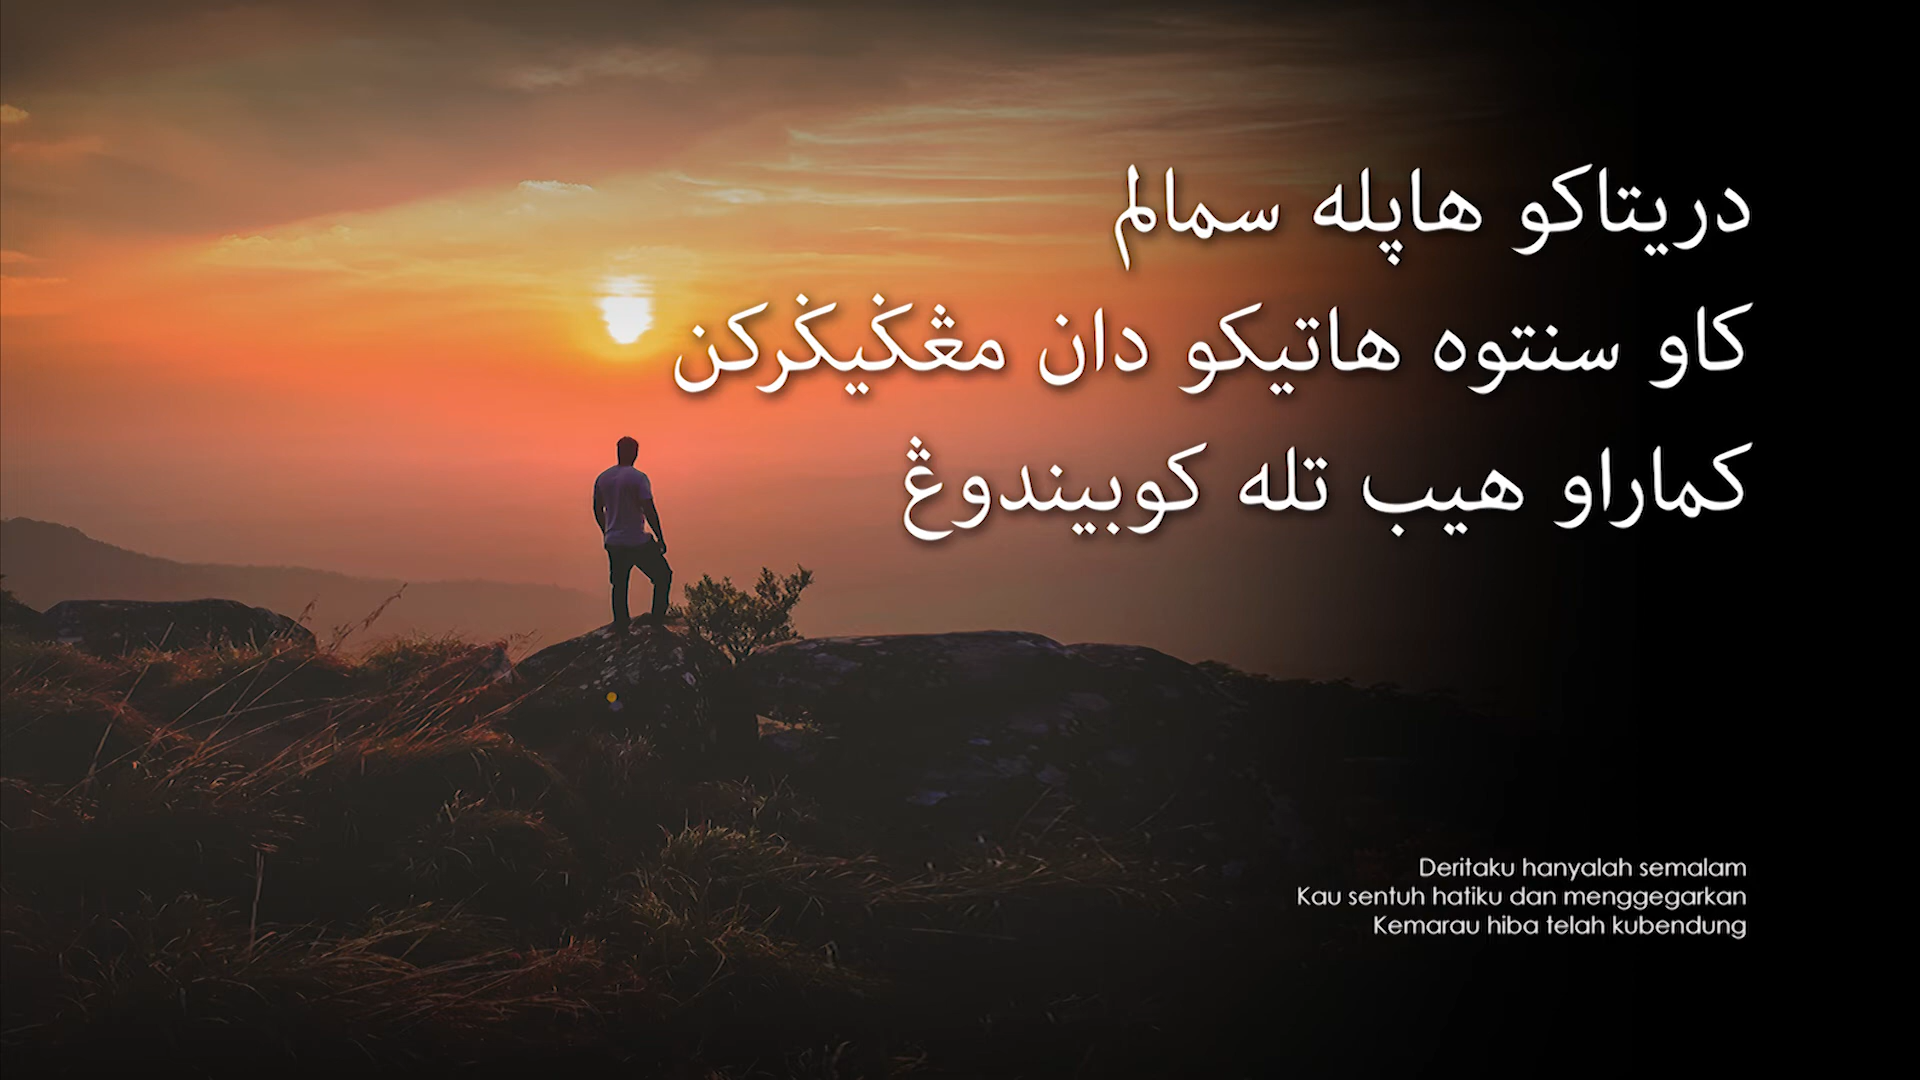 دريتاکو هاڽله سمالم
کاو سنتوه هاتيکو دان مڠݢيݢرکن
کماراو هيب تله کوبيندوڠ
Deritaku hanyalah semalam
Kau sentuh hatiku dan menggegarkan
Kemarau hiba telah kubendung